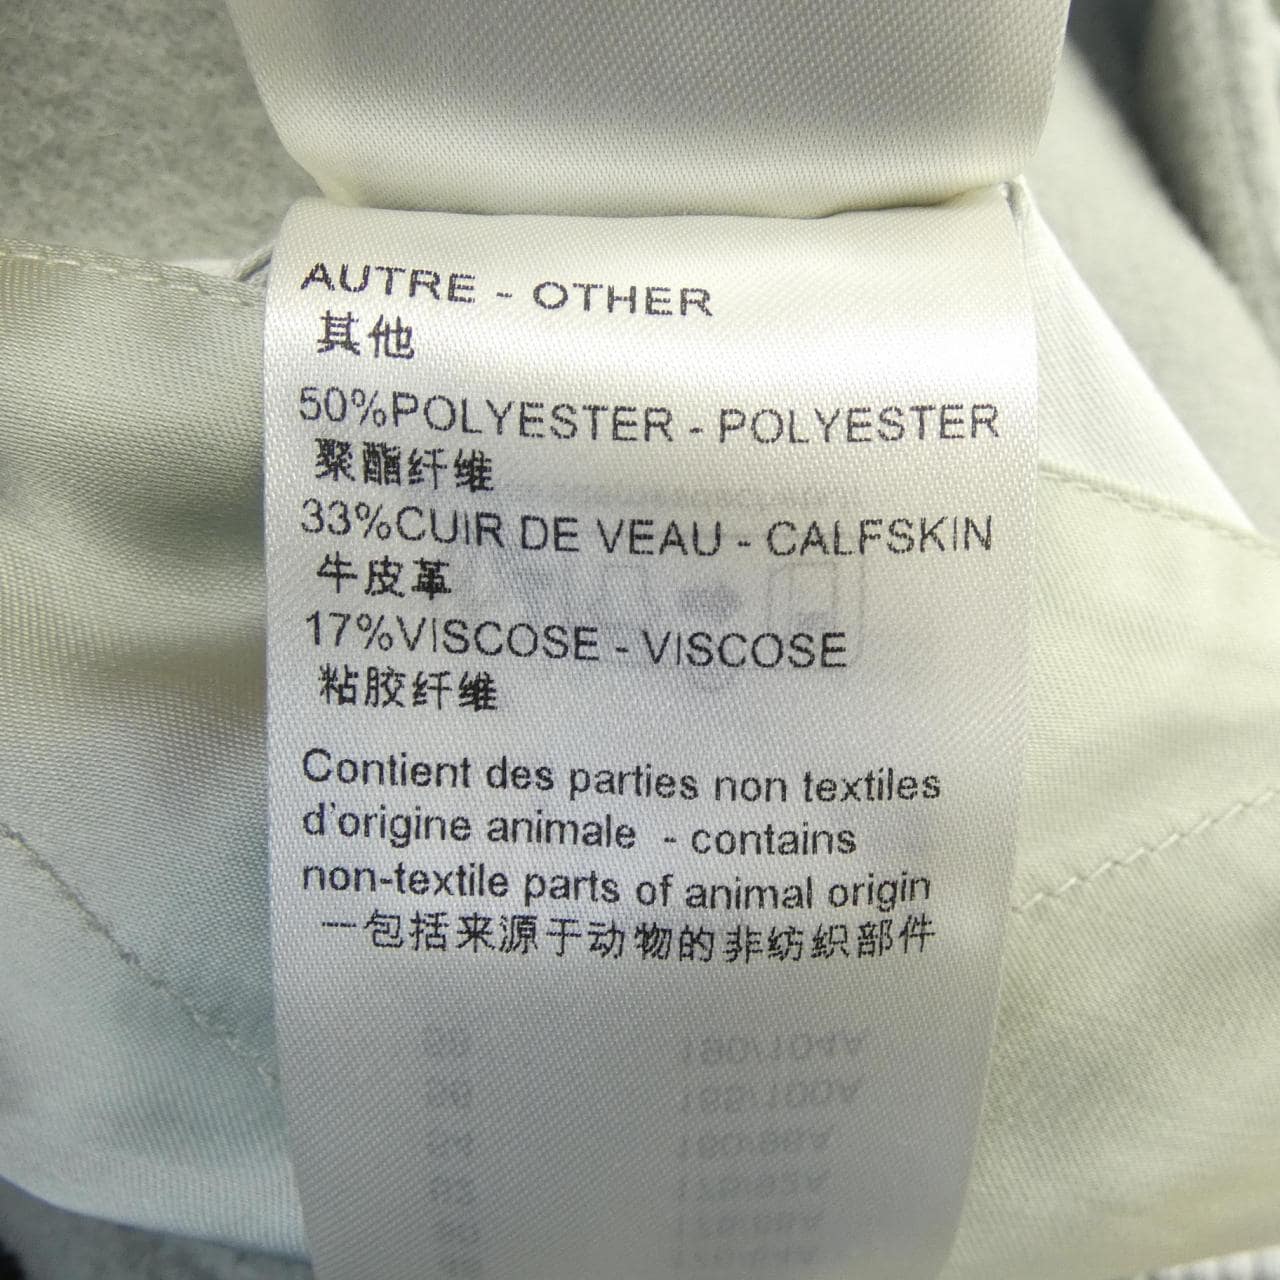 AUTRE - OTHER
其他
50%POLYESTER - POLYESTER
聚酯纤维
33%CUIR DE VEAU - CALFSKIN
牛皮革
17%VISCOSE - VISCOSE
粘胶纤维
Contient des parties non textiles
d'origine animale - contains
non-textile parts of animal origin
一包括来源于动物的非纺织部件